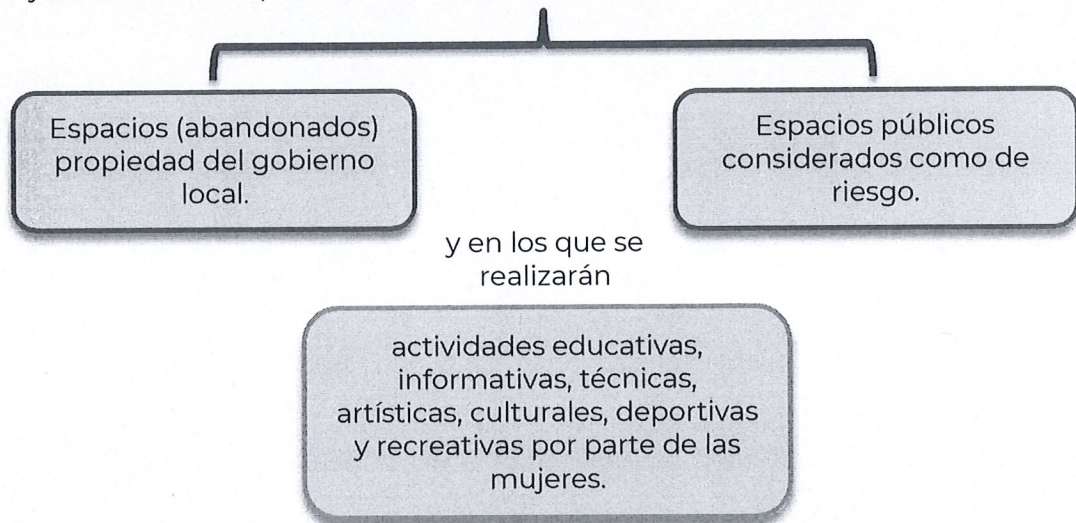 Espacios (abandonados)
propiedad del gobierno
local.
Espacios públicos
considerados como de
riesgo.
y en los que se
realizarán
actividades educativas,
informativas, técnicas,
artísticas, culturales, deportivas
y recreativas por parte de las
mujeres.